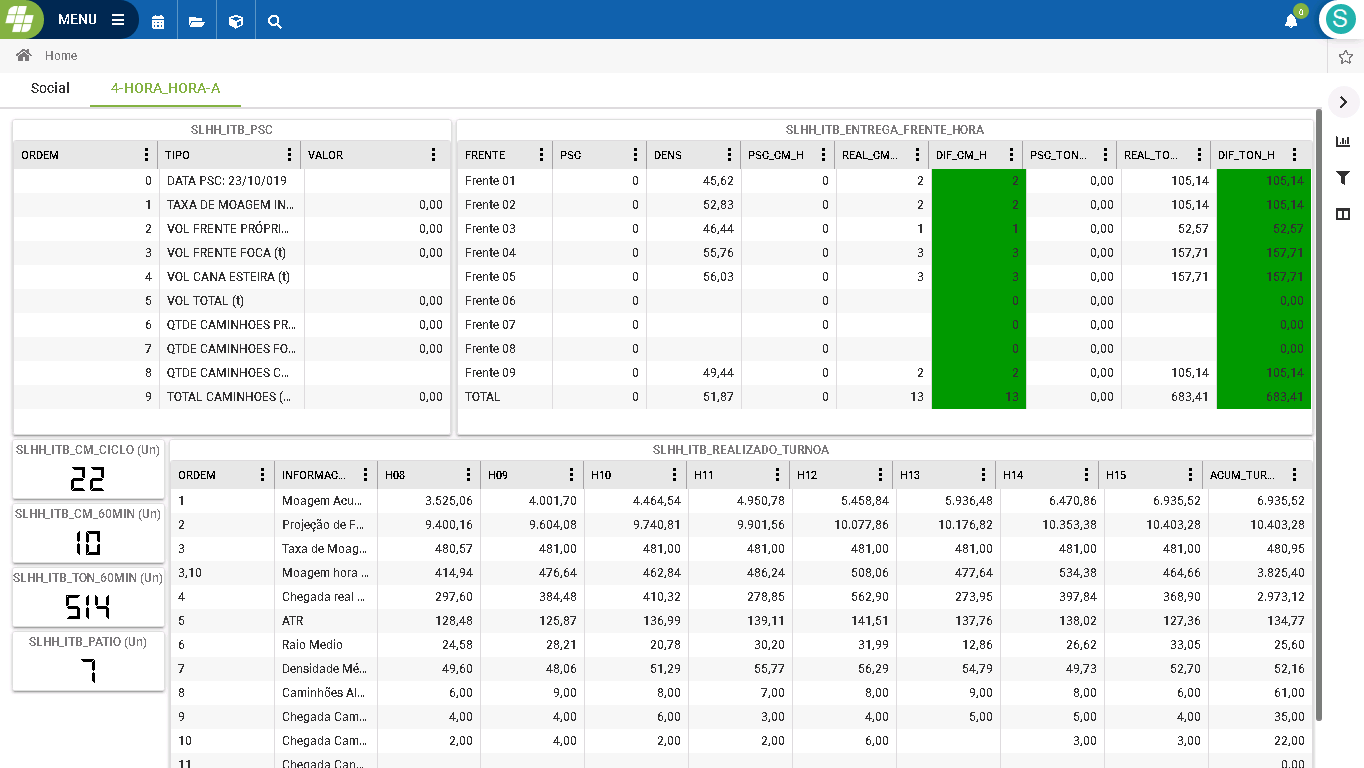 MENU
0
S
Home
Social 4-HORA_HORA-A
SLHH_ITB_PSC
ORDEM TIPO VALOR
0 DATA PSC: 23/10/019
1 TAXA DE MOAGEM IN... 0,00
2 VOL FRENTE PRÓPRI... 0,00
3 VOL FRENTE FOCA (t) 0,00
4 VOL CANA ESTEIRA (t)
5 VOL TOTAL (t) 0,00
6 QTDE CAMINHOES PR... 0,00
7 QTDE CAMINHOES FO... 0,00
8 QTDE CAMINHOES C...
9 TOTAL CAMINHOES (... 0,00
SLHH_ITB_ENTREGA_FRENTE_HORA
FRENTE PSC DENS PSC_CM_H REAL_CM... DIF_CM_H PSC_TON... REAL_TO... DIF_TON_H
Frente 01 0 45,62 0 2 2 0,00 105,14 105,14
Frente 02 0 52,83 0 2 2 0,00 105,14 105,14
Frente 03 0 46,44 0 1 1 0,00 52,57 52,57
Frente 04 0 55,76 0 3 3 0,00 157,71 157,71
Frente 05 0 56,03 0 3 3 0,00 157,71 157,71
Frente 06 0 0 0 0,00 0,00
Frente 07 0 0 0 0,00 0,00
Frente 08 0 0 0 0,00 0,00
Frente 09 0 49,44 0 2 2 0,00 105,14 105,14
TOTAL 0 51,87 0 13 13 0,00 683,41 683,41
SLHH_ITB_CM_CICLO (Un)
22
SLHH_ITB_CM_60MIN (Un)
10
SLHH_ITB_TON_60MIN (Un)
514
SLHH_ITB_PATIO (Un)
7
SLHH_ITB_REALIZADO_TURNOA
ORDEM INFORMAC... H08 H09 H10 H11 H12 H13 H14 H15 ACUM_TUR...
1 Moagem Acu... 3.525,06 4.001,70 4.464,54 4.950,78 5.458,84 5.936,48 6.470,86 6.935,52 6.935,52
2 Projeção de F... 9.400,16 9.604,08 9.740,81 9.901,56 10.077,86 10.176,82 10.353,38 10.403,28 10.403,28
3 Taxa de Moag... 480,57 481,00 481,00 481,00 481,00 481,00 481,00 481,00 480,95
3,10 Moagem hora ... 414,94 476,64 462,84 486,24 508,06 477,64 534,38 464,66 3.825,40
4 Chegada real ... 297,60 384,48 410,32 278,85 562,90 273,95 397,84 368,90 2.973,12
5 ATR 128,48 125,87 136,99 139,11 141,51 137,76 138,02 127,36 134,77
6 Raio Medio 24,58 28,21 20,78 30,20 31,99 12,86 26,62 33,05 25,60
7 Densidade Mé... 49,60 48,06 51,29 55,77 56,29 54,79 49,73 52,70 52,16
8 Caminhões Al... 6,00 9,00 8,00 7,00 8,00 9,00 8,00 6,00 61,00
9 Chegada Cam... 4,00 4,00 6,00 3,00 4,00 5,00 5,00 4,00 35,00
10 Chegada Cam... 2,00 4,00 2,00 2,00 6,00 3,00 3,00 22,00
11 Chegada Can... 0,00